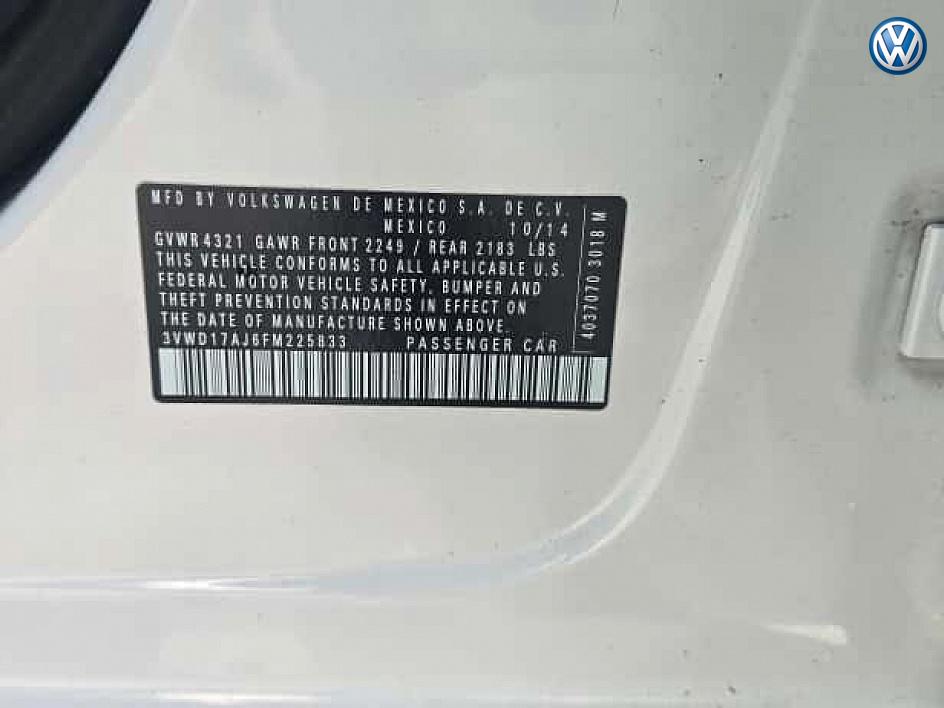 MFD BY VOLKSWAGEN DE MEXICO S.A. DE C.V.
MEXICO 10/14
GVWR 4321 GAWR FRONT 2249 / REAR 2183 LBS
THIS VEHICLE CONFORMS TO ALL APPLICABLE U.S.
FEDERAL MOTOR VEHICLE SAFETY, BUMPER AND
THEFT PREVENTION STANDARDS IN EFFECT ON
THE DATE OF MANUFACTURE SHOWN ABOVE.
3VWD17AJ6FM225833 PASSENGER CAR
4037070 3018 M